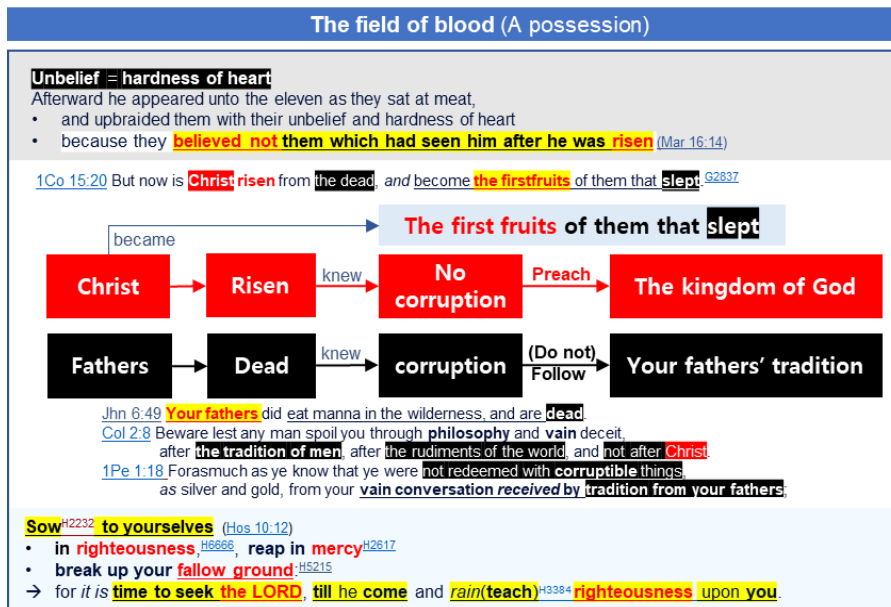 The field of blood (A possession)
Unbelief = hardness of heart
Afterward he appeared unto the eleven as they sat at meat,
• and upbraided them with their unbelief and hardness of heart
• because they believed not them which had seen him after he was risen (Mar 16:14)
1Co 15:20 But now is Christ risen from the dead, and become the firstfruits of them that slept.G2837
The first fruits of them that slept
became
Christ
Risen
knew
No corruption
Preach
The kingdom of God
Fathers
Dead
knew
corruption
(Do not) Follow
Your fathers' tradition
Jhn 6:49 Your fathers did eat manna in the wilderness, and are dead.
Col 2:8 Beware lest any man spoil you through philosophy and vain deceit,
after the tradition of men, after the rudiments of the world, and not after Christ.
1Pe 1:18 Forasmuch as ye know that ye were not redeemed with corruptible things,
as silver and gold, from your vain conversation received by tradition from your fathers;
Sow H2232 to yourselves (Hos 10:12)
• in righteousness,H6666, reap in mercy H2617
• break up your fallow ground:H5215
→ for it is time to seek the LORD, till he come and rain(teach)H3384 righteousness upon you.